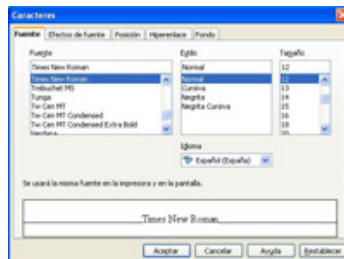 Caracteres
Fuente Efectos de fuente Posición Hiperenlace Fondo
Fuente Estilo Tamaño
Times New Roman Normal 12
Times New Roman Normal 12
Trebuchet MS Cursiva 13
Tunga Negrita 14
Tw Cen MT Negrita Cursiva 15
Tw Cen MT Condensed 16
Tw Cen MT Condensed Extra Bold 18
Verdana 20
Idioma
Español (España)
Se usará la misma fuente en la impresora y en la pantalla.
Times New Roman
Aceptar Cancelar Ayuda Restablecer